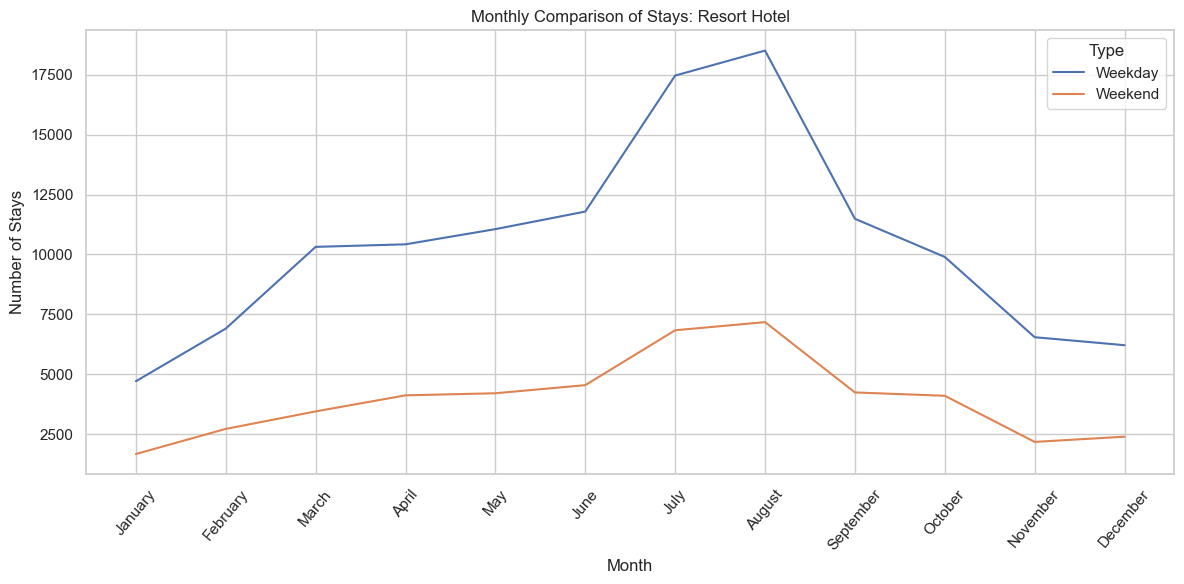 Monthly Comparison of Stays: Resort Hotel
Type
Weekday
Weekend
Number of Stays
17500
15000
12500
10000
7500
5000
2500
January
February
March
April
May
June
July
August
September
October
November
December
Month